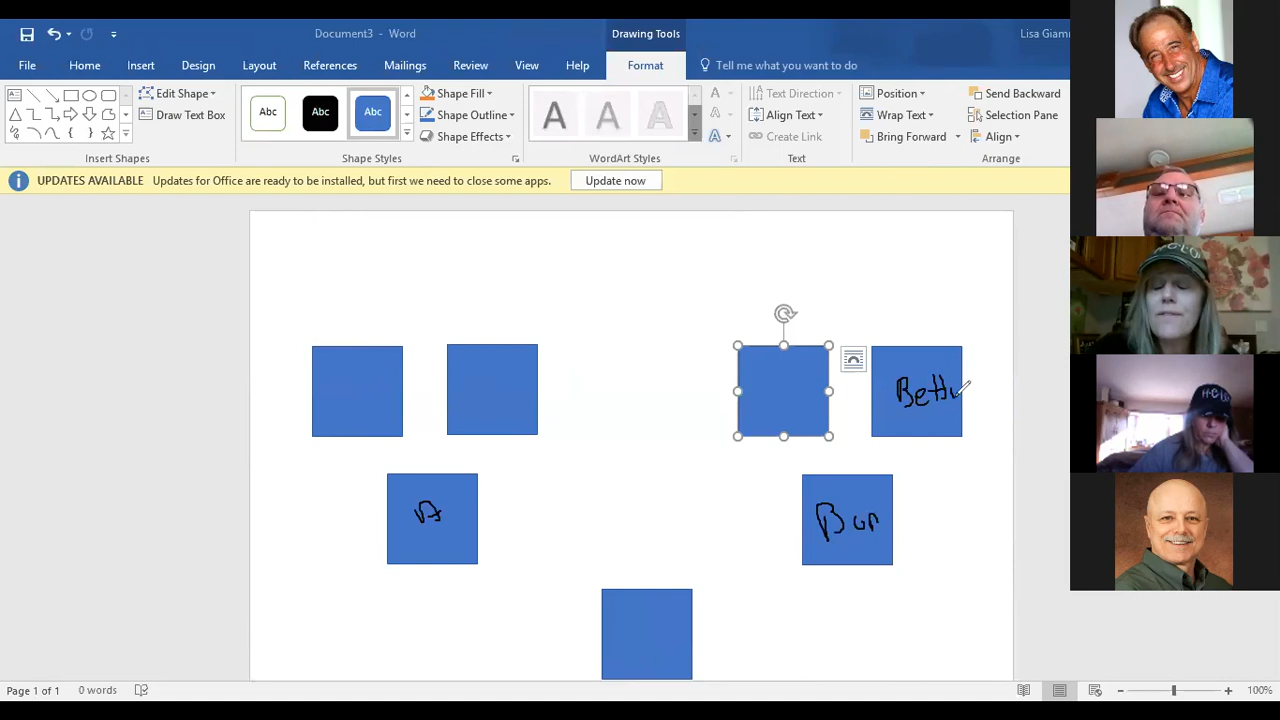 Document3 - Word
Drawing Tools
Lisa Giam
File
Home
Insert
Design
Layout
References
Mailings
Review
View
Help
Format
Tell me what you want to do
Edit Shape
Draw Text Box
Insert Shapes
Abc
Abc
Abc
Shape Fill
Shape Outline
Shape Effects
Shape Styles
A
A
A
WordArt Styles
Text Direction
Align Text
Create Link
Text
Position
Wrap Text
Bring Forward
Send Backward
Selection Pane
Align
Arrange
UPDATES AVAILABLE Updates for Office are ready to be installed, but first we need to close some apps.
Update now
Bur
Page 1 of 1
0 words
100%